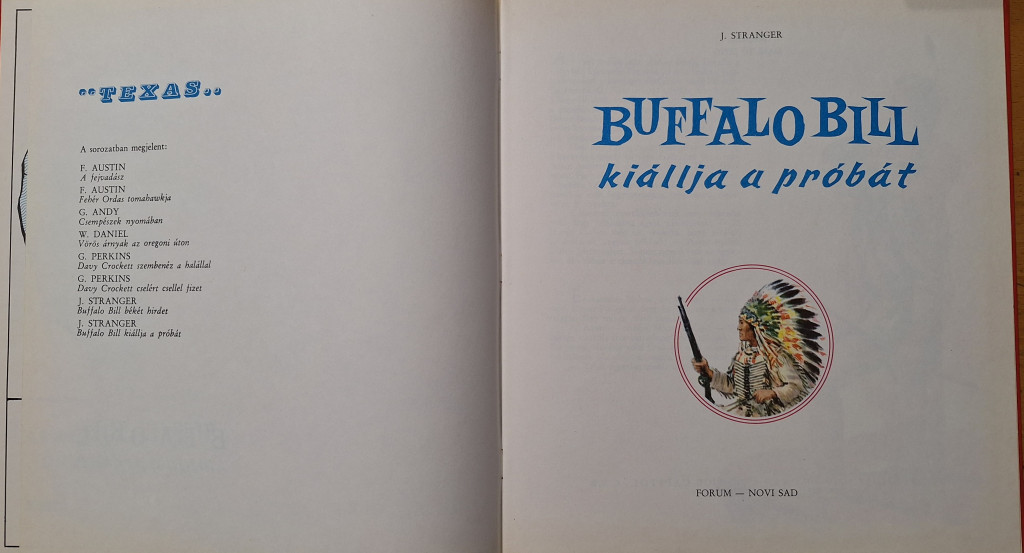 “TEXAS„
A sorozatban megjelent:
F. AUSTIN
A fejvadász
F. AUSTIN
Fehér Ordas tomahawkja
G. ANDY
Csempészek nyomában
W. DANIEL
Vörös árnyak az oregoni úton
G. PERKINS
Davy Crockett szembenéz a halállal
G. PERKINS
Davy Crockett cselért csellel fizet
J. STRANGER
Buffalo Bill békét hirdet
J. STRANGER
Buffalo Bill kiállja a próbát
J. STRANGER
BUFFALO BILL
kiállja a próbát
FORUM — NOVI SAD